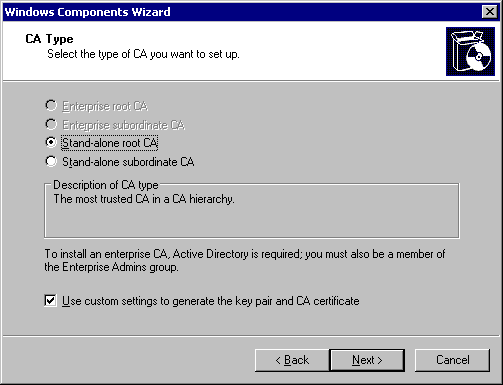 Windows Components Wizard
CA Type
Select the type of CA you want to set up.
Enterprise root CA
Enterprise subordinate CA
Stand-alone root CA
Stand-alone subordinate CA
Description of CA type
The most trusted CA in a CA hierarchy.
To install an enterprise CA, Active Directory is required; you must also be a member of
the Enterprise Admins group.
Use custom settings to generate the key pair and CA certificate
< Back
Next >
Cancel